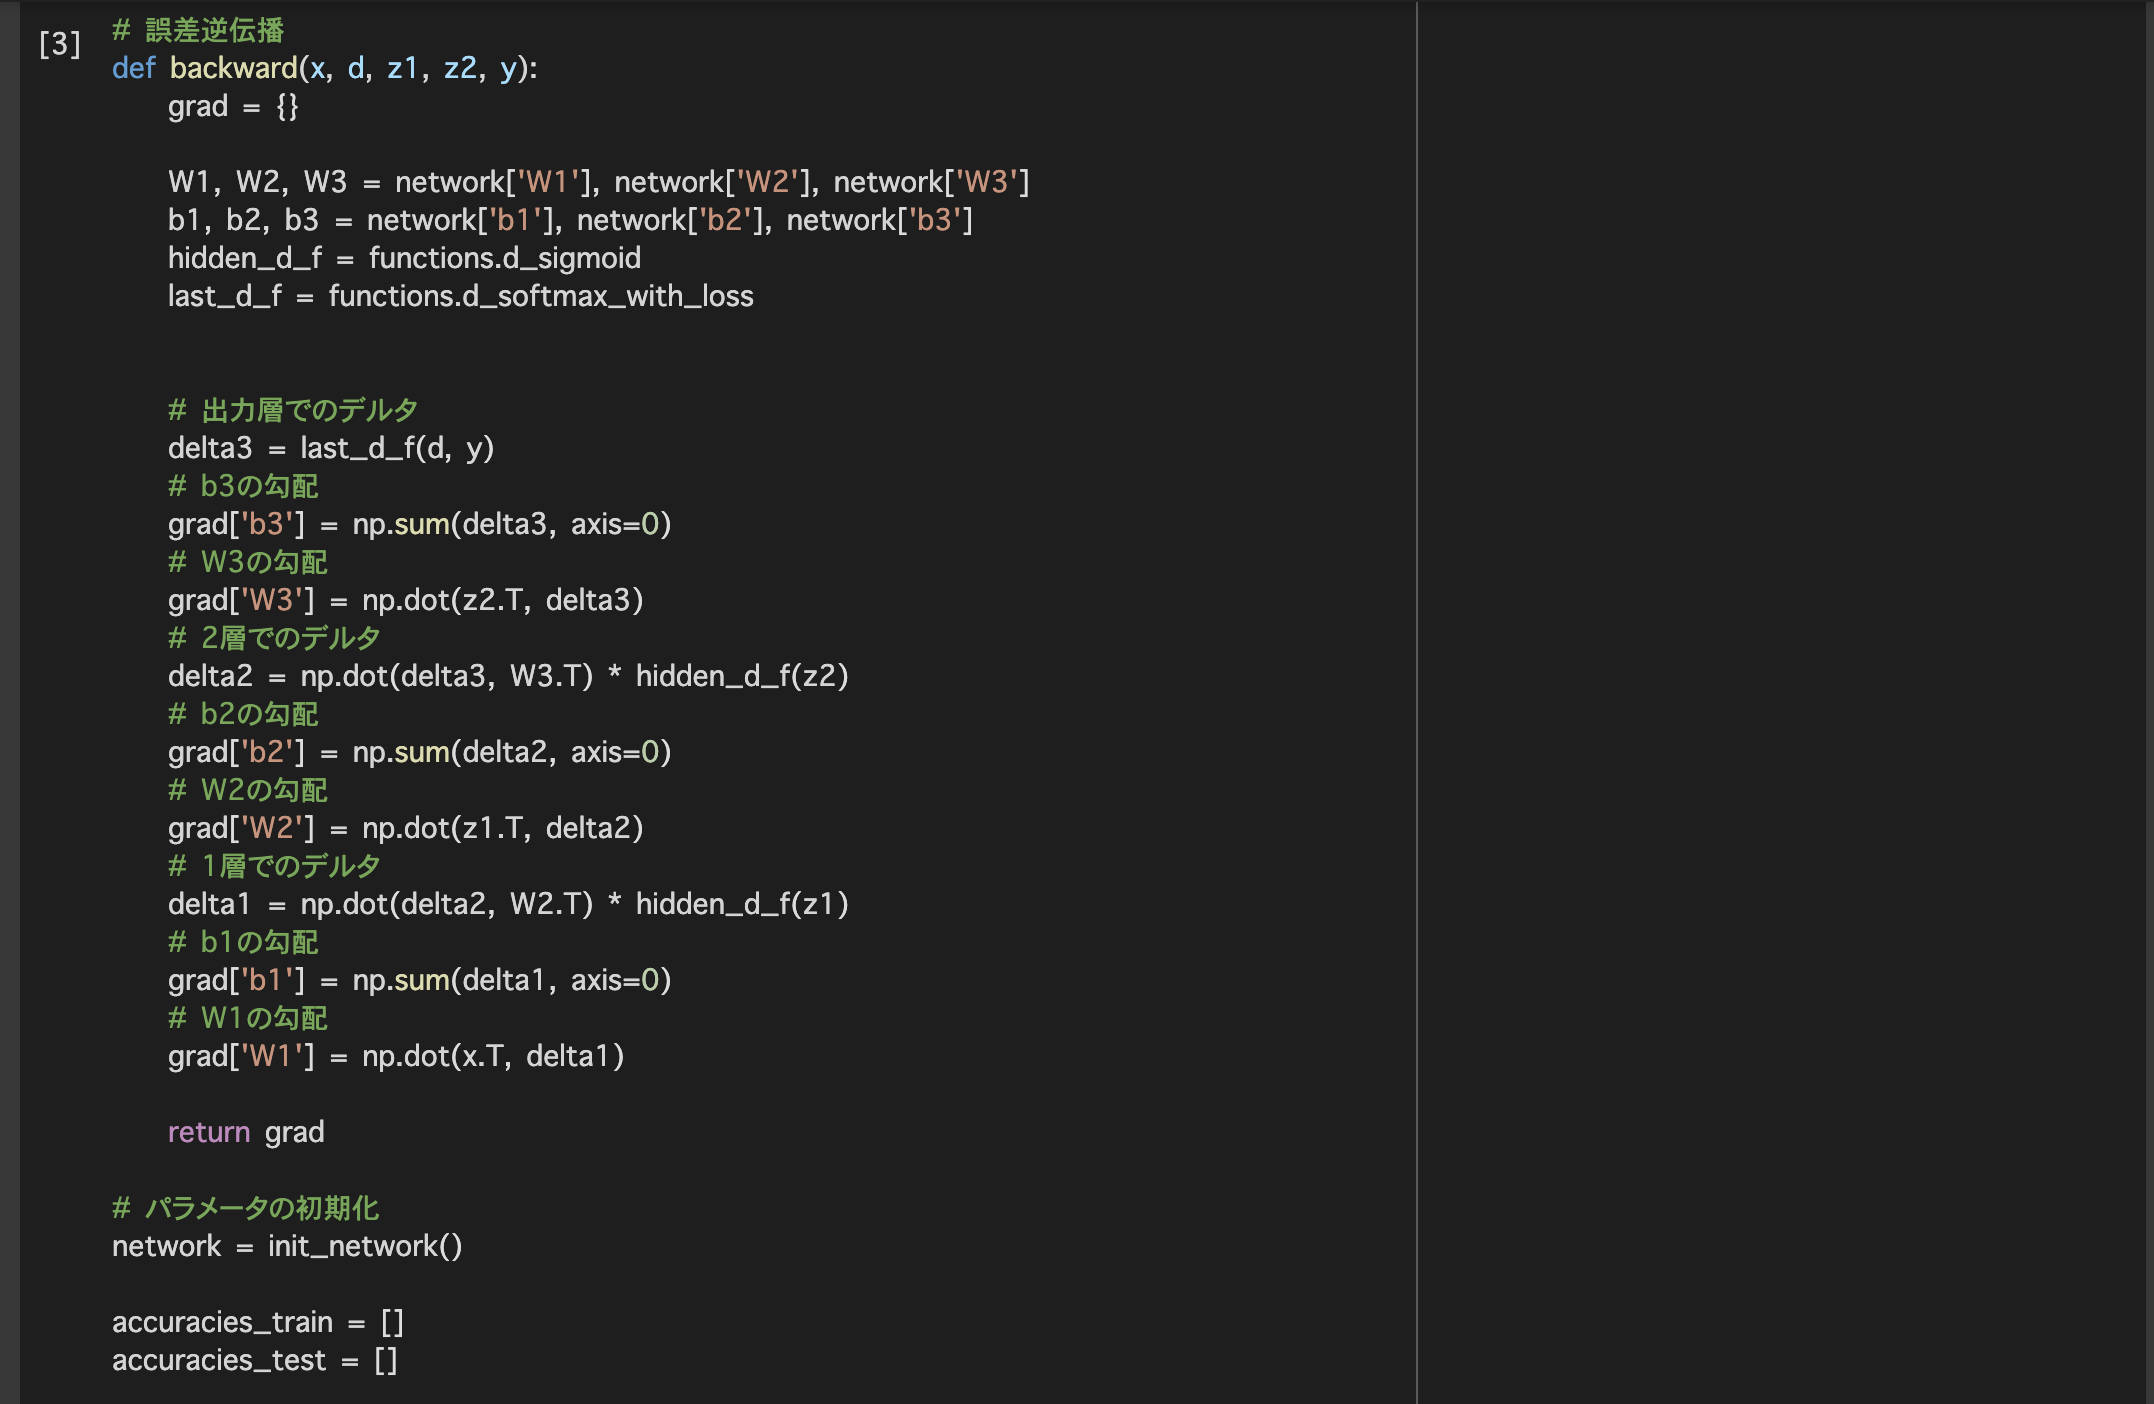 [3]
# 誤差逆伝播
def backward(x, d, z1, z2, y):
    grad = {}

    W1, W2, W3 = network['W1'], network['W2'], network['W3']
    b1, b2, b3 = network['b1'], network['b2'], network['b3']
    hidden_d_f = functions.d_sigmoid
    last_d_f = functions.d_softmax_with_loss

    # 出力層でのデルタ
    delta3 = last_d_f(d, y)
    # b3の勾配
    grad['b3'] = np.sum(delta3, axis=0)
    # W3の勾配
    grad['W3'] = np.dot(z2.T, delta3)
    # 2層でのデルタ
    delta2 = np.dot(delta3, W3.T) * hidden_d_f(z2)
    # b2の勾配
    grad['b2'] = np.sum(delta2, axis=0)
    # W2の勾配
    grad['W2'] = np.dot(z1.T, delta2)
    # 1層でのデルタ
    delta1 = np.dot(delta2, W2.T) * hidden_d_f(z1)
    # b1の勾配
    grad['b1'] = np.sum(delta1, axis=0)
    # W1の勾配
    grad['W1'] = np.dot(x.T, delta1)

    return grad

# パラメータの初期化
network = init_network()

accuracies_train = []
accuracies_test = []